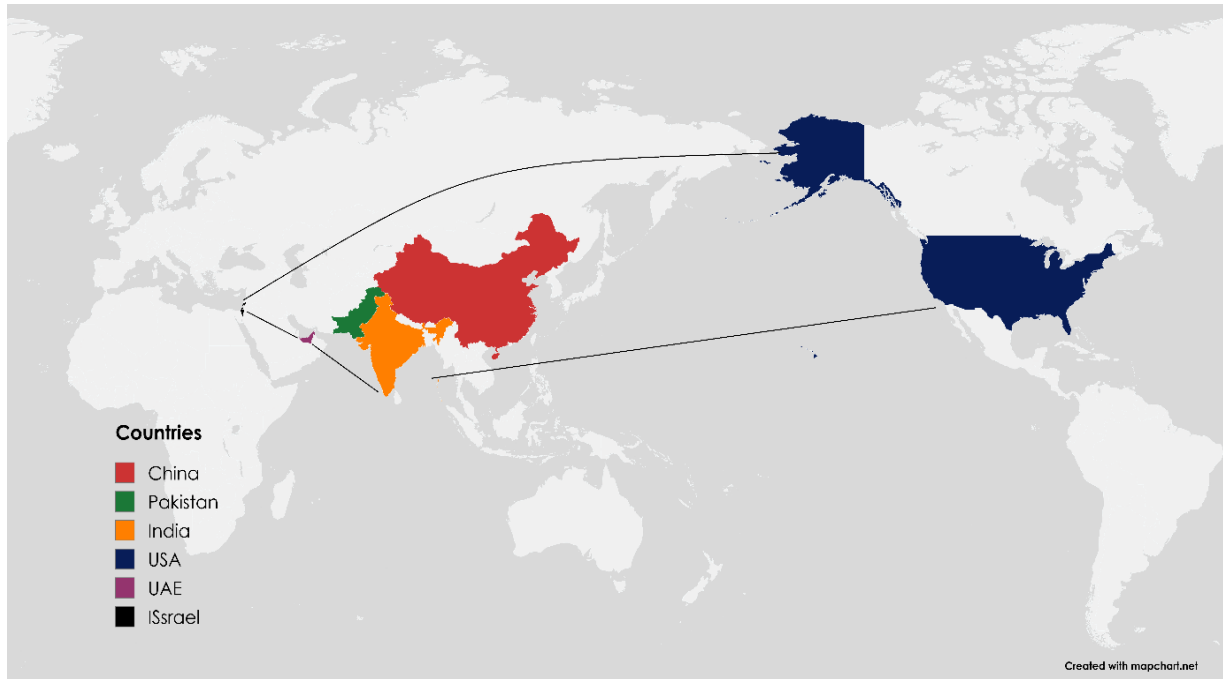 Countries
China
Pakistan
India
USA
UAE
ISsrael
Created with mapchart.net